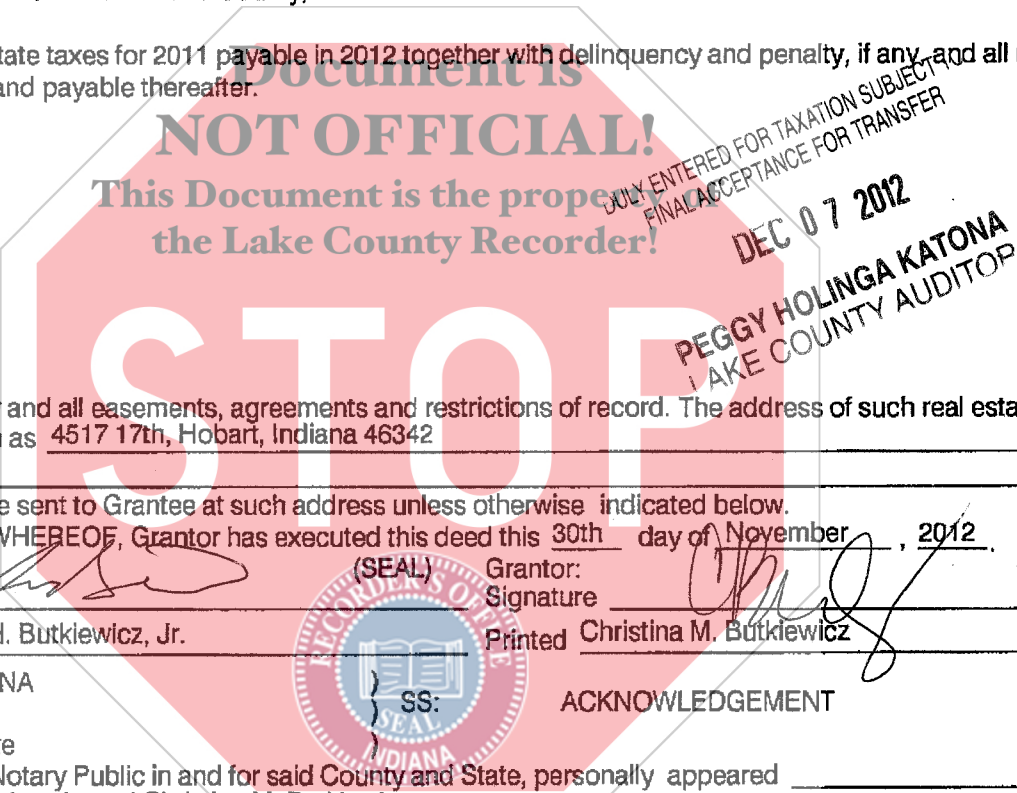 tate taxes for 2011 payable in 2012 together with delinquency and penalty, if any, and all
and payable thereafter.
Document is
NOT OFFICIAL!
This Document is the property of
the Lake County Recorder!
DULY ENTERED FOR TAXATION SUBJECT TO
FINAL ACCEPTANCE FOR TRANSFER
DEC 07 2012
PEGGY HOLINGA KATONA
LAKE COUNTY AUDITOR
STOP
and all easements, agreements and restrictions of record. The address of such real esta
as 4517 17th, Hobart, Indiana 46342
e sent to Grantee at such address unless otherwise indicated below.
WHEREOF, Grantor has executed this deed this 30th day of November, 2012.
(SEAL) Grantor:
Signature
H. Butkiewicz, Jr. Printed Christina M. Butkiewicz
NA
) SS: ACKNOWLEDGEMENT
re
RECORDER'S OFFICE
SEAL
INDIANA
Notary Public in and for said County and State, personally appeared